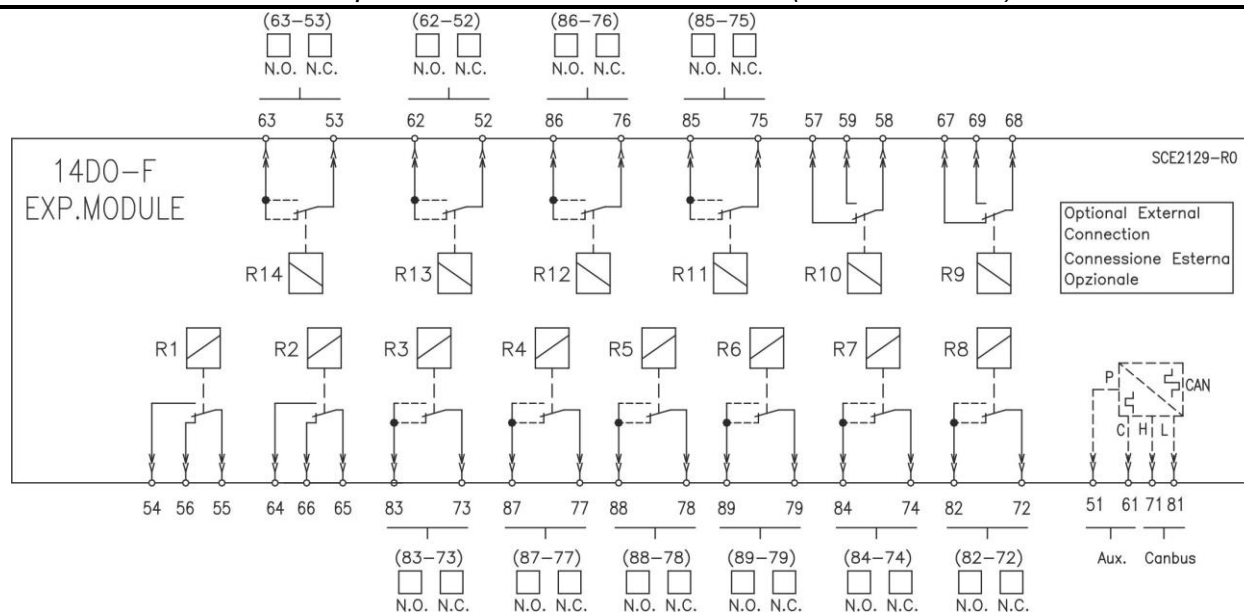 (63-53) (62-52) (86-76) (85-75)
N.O. N.C. N.O. N.C. N.O. N.C. N.O. N.C.
63 53 62 52 86 76 85 75 57 59 58 67 69 68
14DO-F
EXP.MODULE
SCE2129-R0
Optional External
Connection
Connessione Esterna
Opzionale
R14 R13 R12 R11 R10 R9
R1 R2 R3 R4 R5 R6 R7 R8
P CAN
C H L
54 56 55 64 66 65 83 73 87 77 88 78 89 79 84 74 82 72 51 61 71 81
(83-73) (87-77) (88-78) (89-79) (84-74) (82-72) Aux. Canbus
N.O. N.C. N.O. N.C. N.O. N.C. N.O. N.C. N.O. N.C. N.O. N.C.